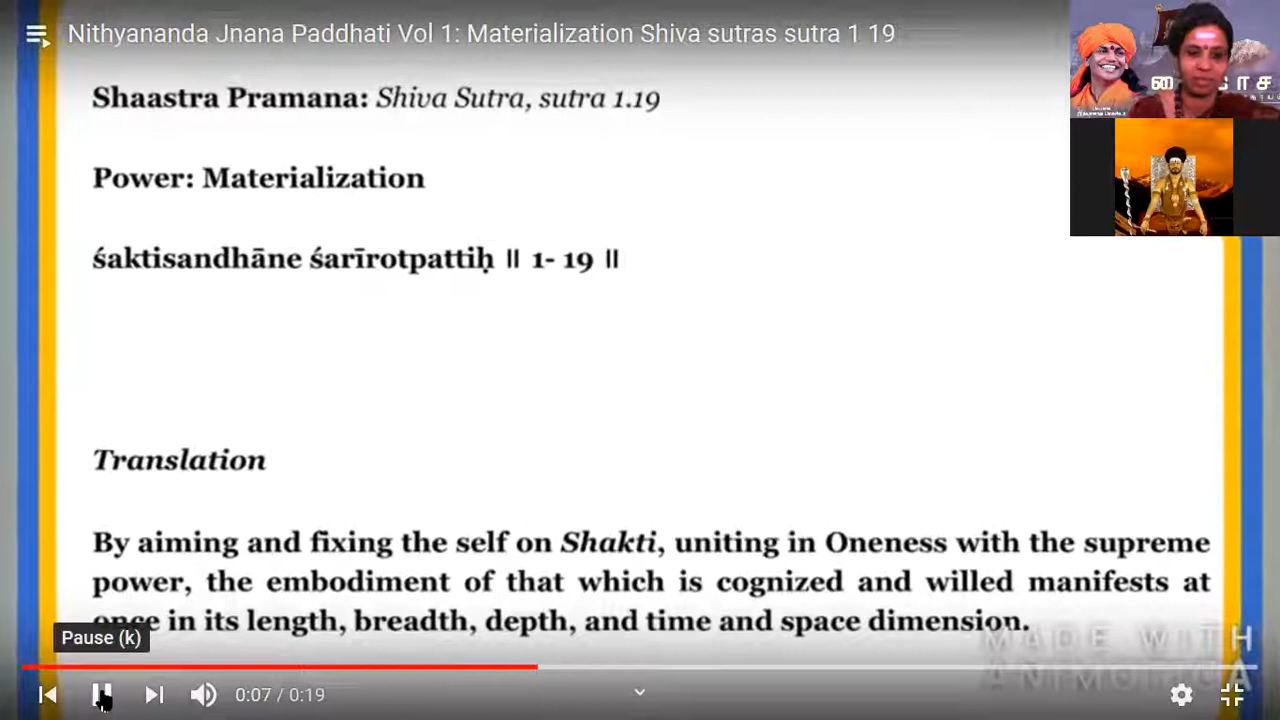 Nithyananda Jnana Paddhati Vol 1: Materialization Shiva sutras sutra 1 19
Shaastra Pramana: Shiva Sutra, sutra 1.19
Power: Materialization
śaktisandhāne śarīrotpattiḥ ॥ 1- 19 ॥
Translation
By aiming and fixing the self on Shakti, uniting in Oneness with the supreme
power, the embodiment of that which is cognized and willed manifests at
once in its length, breadth, depth, and time and space dimension.
Pause (k)
MADE WITH
0:07 / 0:19